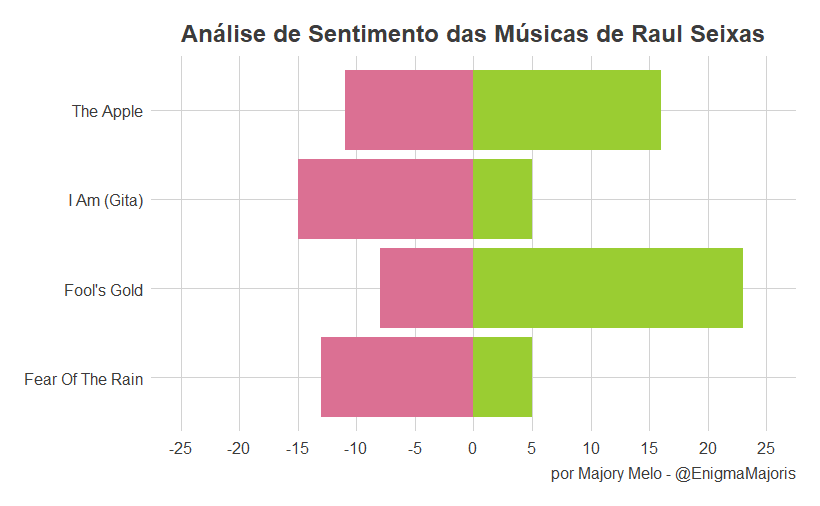 Análise de Sentimento das Músicas de Raul Seixas
The Apple
I Am (Gita)
Fool's Gold
Fear Of The Rain
-25 -20 -15 -10 -5 0 5 10 15 20 25
por Majory Melo - @EnigmaMajoris